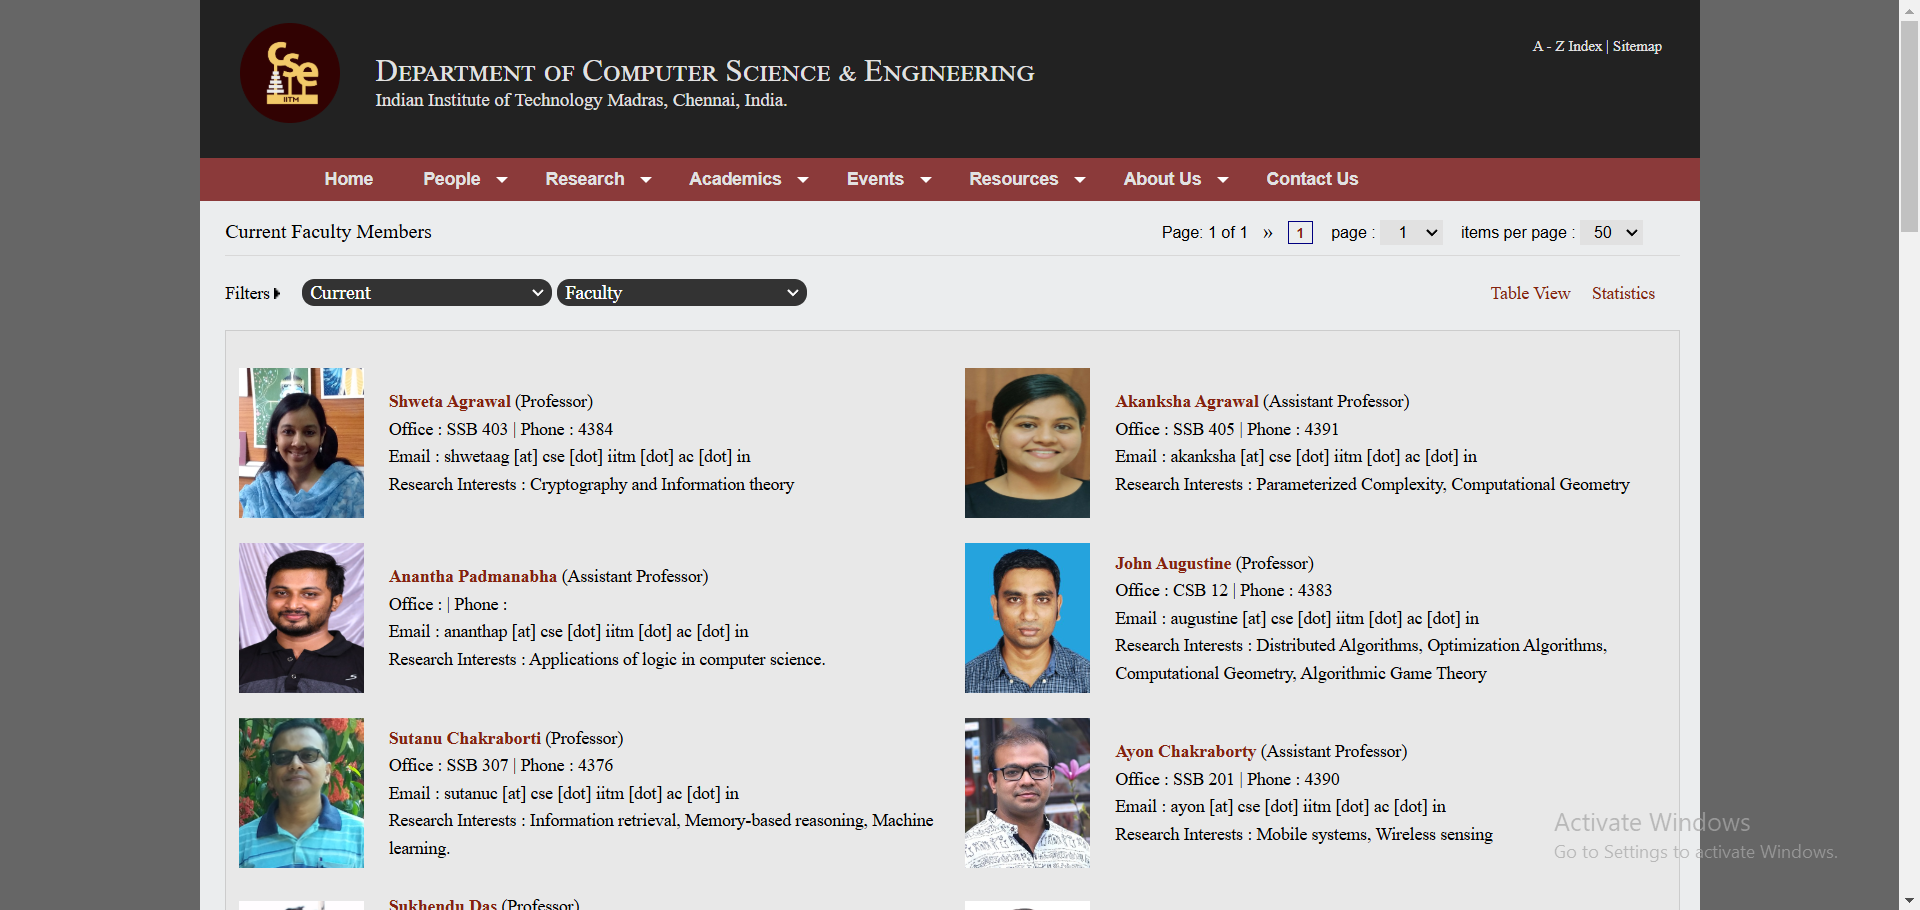 CSE
IITM
DEPARTMENT OF COMPUTER SCIENCE & ENGINEERING
Indian Institute of Technology Madras, Chennai, India.
A - Z Index | Sitemap
Home People Research Academics Events Resources About Us Contact Us
Current Faculty Members
Page: 1 of 1 » 1 page : 1 items per page : 50
Filters Current Faculty
Table View Statistics
Shweta Agrawal (Professor)
Office : SSB 403 | Phone : 4384
Email : shwetaag [at] cse [dot] iitm [dot] ac [dot] in
Research Interests : Cryptography and Information theory
Akanksha Agrawal (Assistant Professor)
Office : SSB 405 | Phone : 4391
Email : akanksha [at] cse [dot] iitm [dot] ac [dot] in
Research Interests : Parameterized Complexity, Computational Geometry
Anantha Padmanabha (Assistant Professor)
Office : | Phone :
Email : ananthap [at] cse [dot] iitm [dot] ac [dot] in
Research Interests : Applications of logic in computer science.
John Augustine (Professor)
Office : CSB 12 | Phone : 4383
Email : augustine [at] cse [dot] iitm [dot] ac [dot] in
Research Interests : Distributed Algorithms, Optimization Algorithms,
Computational Geometry, Algorithmic Game Theory
Sutanu Chakraborti (Professor)
Office : SSB 307 | Phone : 4376
Email : sutanuc [at] cse [dot] iitm [dot] ac [dot] in
Research Interests : Information retrieval, Memory-based reasoning, Machine
learning.
Ayon Chakraborty (Assistant Professor)
Office : SSB 201 | Phone : 4390
Email : ayon [at] cse [dot] iitm [dot] ac [dot] in
Research Interests : Mobile systems, Wireless sensing
Activate Windows
Go to Settings to activate Windows.
Sukhendu Das (Professor)